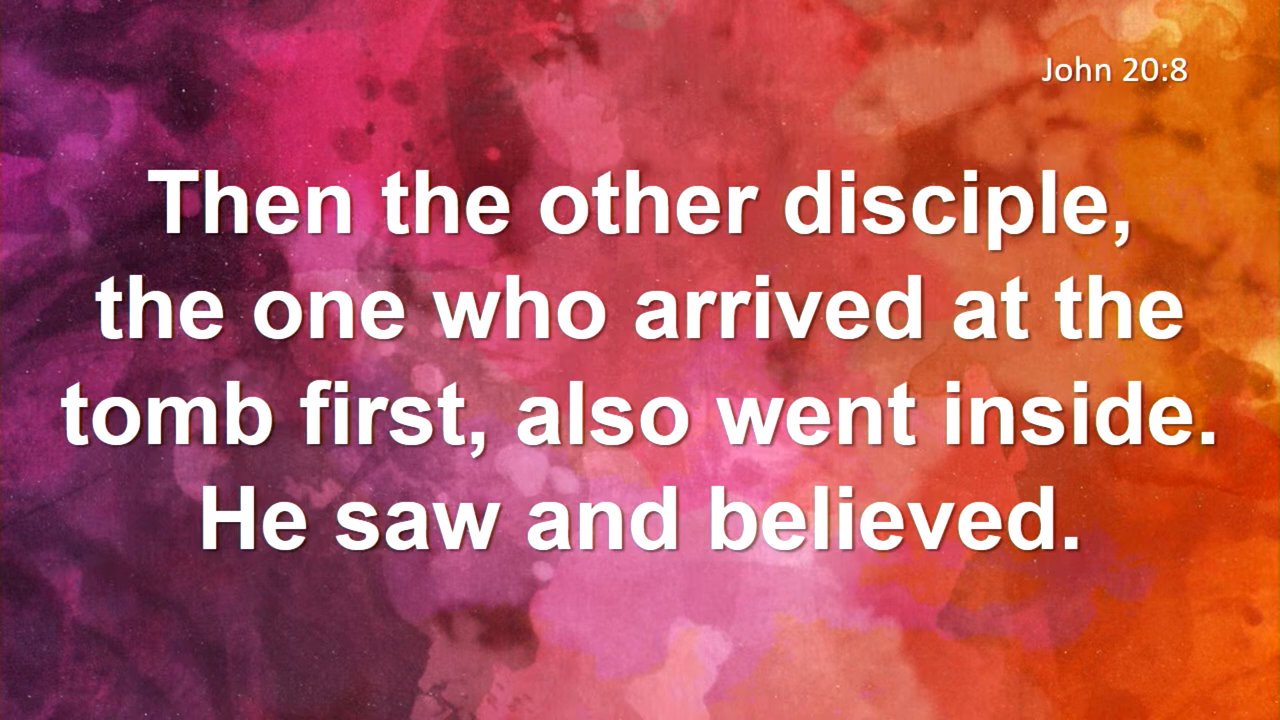 John 20:8
Then the other disciple,
the one who arrived at the
tomb first, also went inside.
He saw and believed.